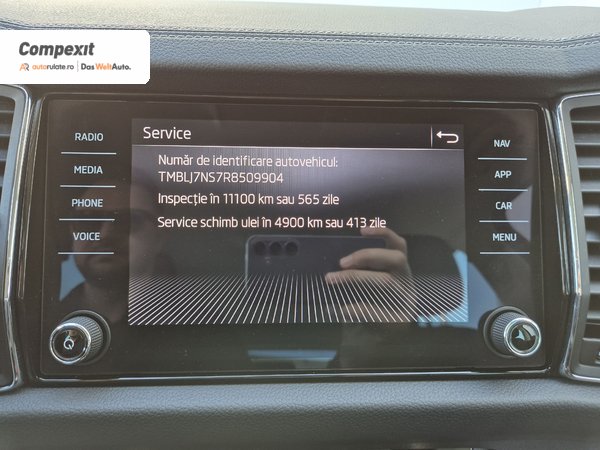 Compexit
AR autorulate.ro | Das WeltAuto.
RADIO
MEDIA
PHONE
VOICE
Service
Număr de identificare autovehicul:
TMBLJ7NS7R8509904
Inspecție în 11100 km sau 565 zile
Service schimb ulei în 4900 km sau 413 zile
NAV
APP
CAR
MENU